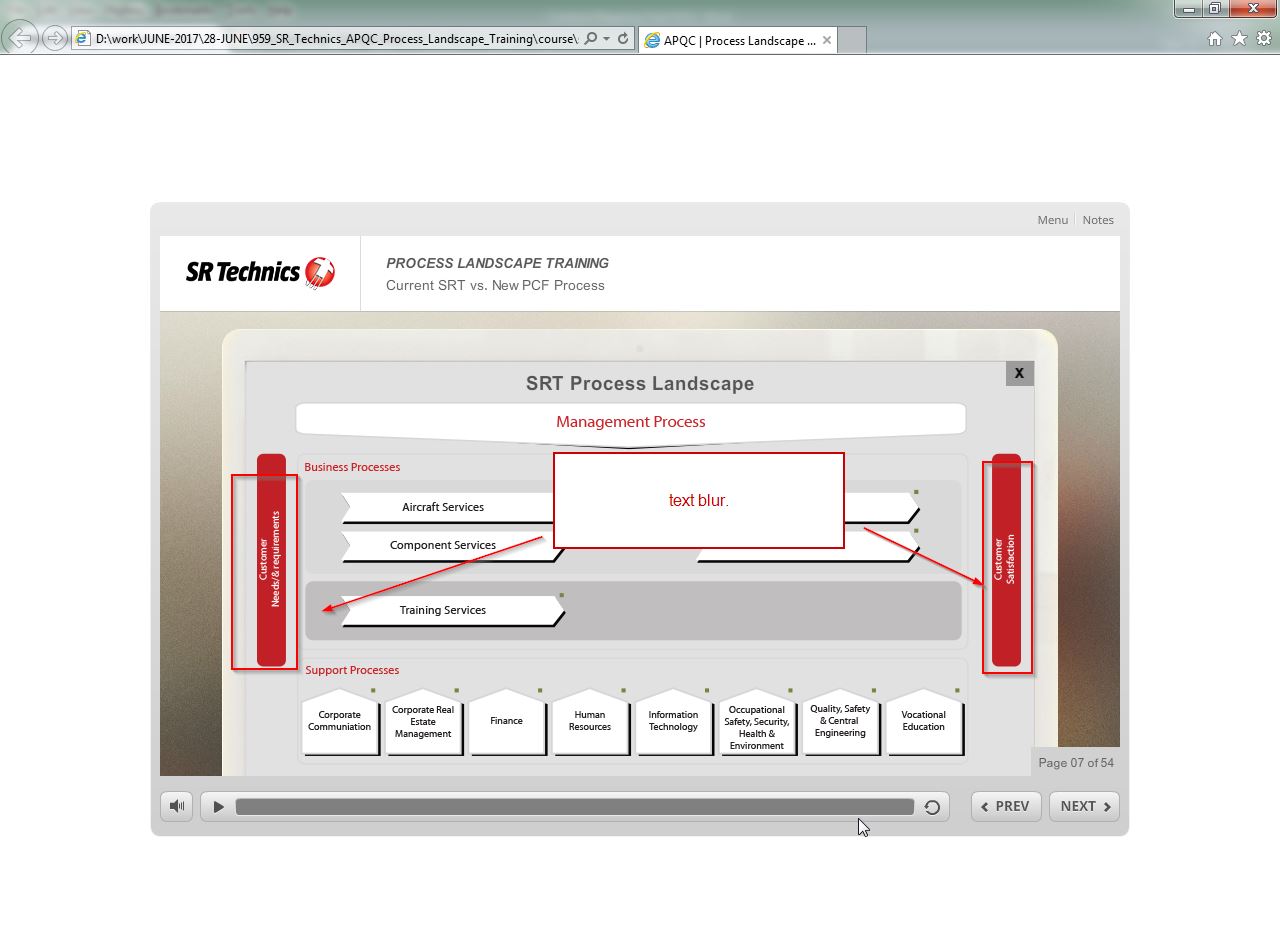 D:\work\JUNE-2017\28-JUNE\959_SR_Technics_APQC_Process_Landscape_Training\course\
APQC | Process Landscape ...
Menu
Notes
SR Technics
PROCESS LANDSCAPE TRAINING
Current SRT vs. New PCF Process
X
SRT Process Landscape
Management Process
Business Processes
text blur.
Aircraft Services
Component Services
Training Services
Customer
Needs/& requirements
Customer
Satisfaction
Support Processes
Corporate
Communiation
Corporate Real
Estate
Management
Finance
Human
Resources
Information
Technology
Occupational
Safety, Security,
Health &
Environment
Quality, Safety
& Central
Engineering
Vocational
Education
Page 07 of 54
PREV
NEXT